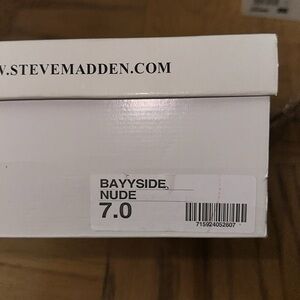 W.STEVEMADDEN.COM
BAYYSIDE,
NUDE
7.0
715924052607